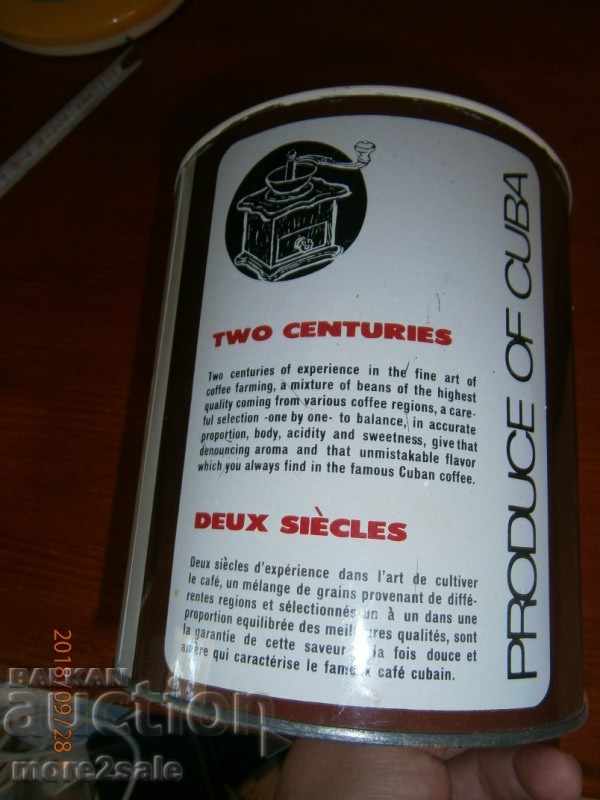 TWO CENTURIES
Two centuries of experience in the fine art of
coffee farming, a mixture of beans of the highest
quality coming from various coffee regions, a care-
ful selection -one by one- to balance, in accurate
proportion, body, acidity and sweetness, give that
denouncing aroma and that unmistakable flavor
which you always find in the famous Cuban coffee.
DEUX SIÈCLES
Deux siècles d'expérience dans l'art de cultiver
le café, un mélange de grains provenant de diffé-
rentes regions et sélectionnés un à un dans une
proportion equilibrée des meilleures qualités, sont
la garantie de cette saveur à la fois douce et
amère qui caractérise le fameux café cubain.
PRODUCE OF CUBA
2018/09/28
BALKAN
auction
more2sale